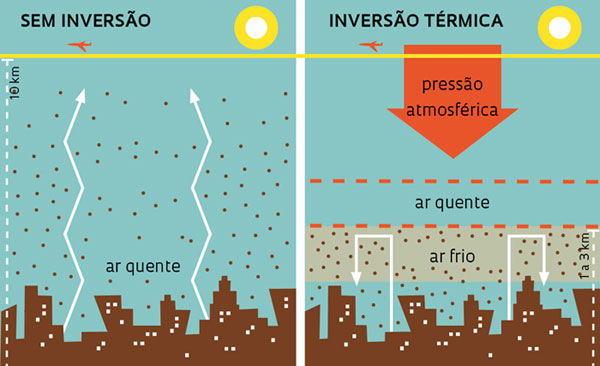 SEM INVERSÃO
10 km
ar quente
INVERSÃO TÉRMICA
pressão
atmosférica
ar quente
ar frio
1 a 3 km